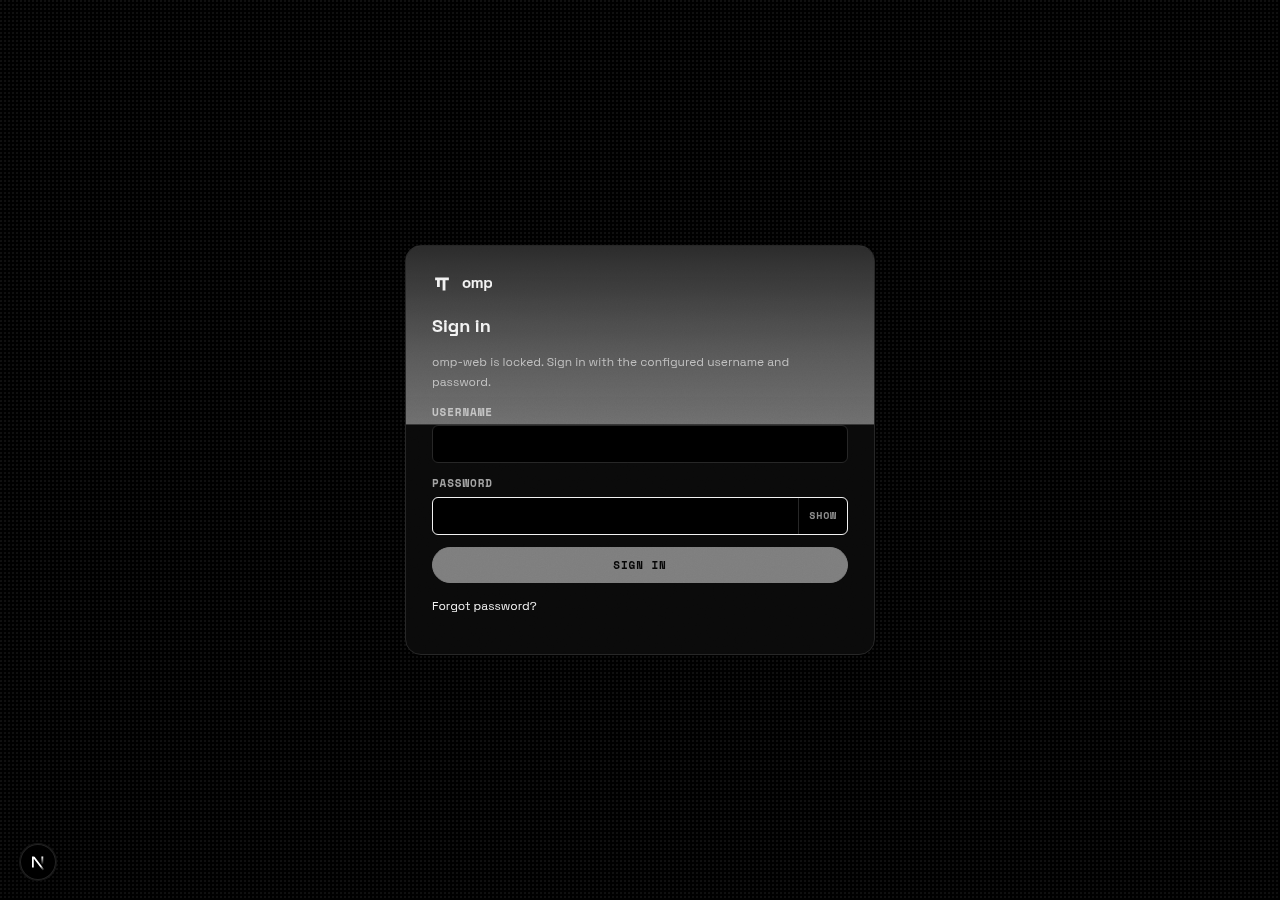 omp
Sign in
omp-web is locked. Sign in with the configured username and
password.
USERNAME
PASSWORD
SHOW
SIGN IN
Forgot password?
N